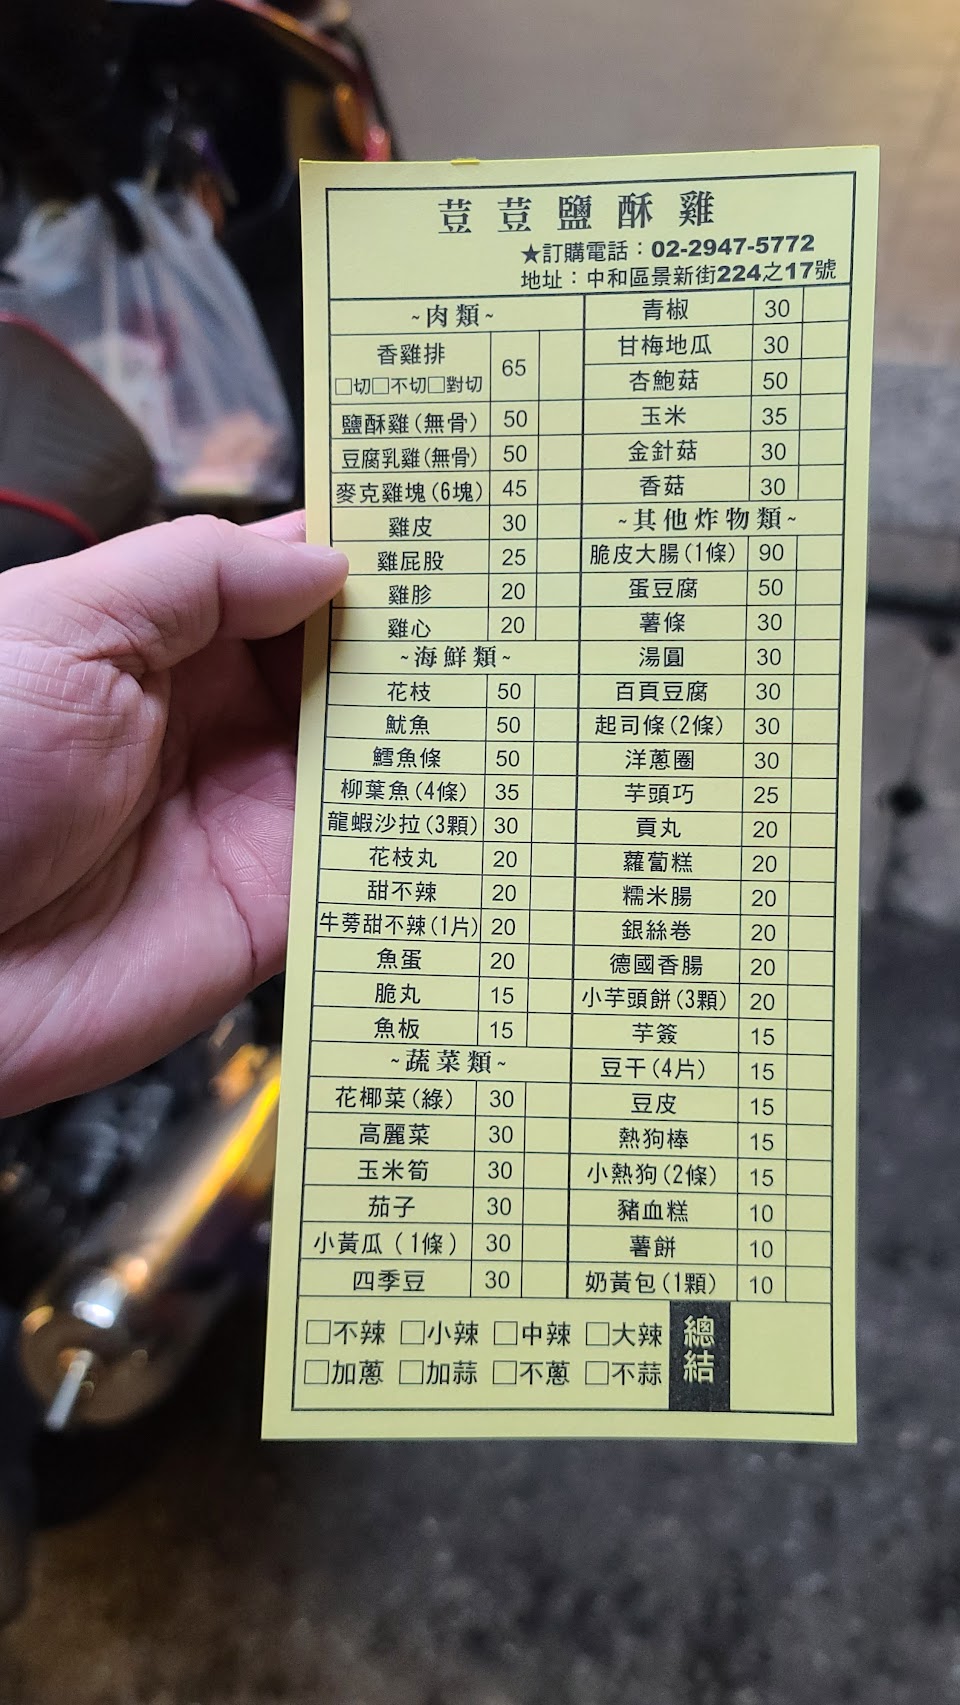 荳荳鹽酥雞
★訂購電話：02-2947-5772
地址：中和區景新街224之17號
~肉類~
香雞排 65
□切□不切□對切
鹽酥雞(無骨) 50
豆腐乳雞(無骨) 50
麥克雞塊(6塊) 45
雞皮 30
雞屁股 25
雞胗 20
雞心 20
~海鮮類~
花枝 50
魷魚 50
鱈魚條 50
柳葉魚(4條) 35
龍蝦沙拉(3顆) 30
花枝丸 20
甜不辣 20
牛蒡甜不辣(1片) 20
魚蛋 20
脆丸 15
魚板 15
~蔬菜類~
花椰菜(綠) 30
高麗菜 30
玉米筍 30
茄子 30
小黃瓜(1條) 30
四季豆 30
青椒 30
甘梅地瓜 30
杏鮑菇 50
玉米 35
金針菇 30
香菇 30
~其他炸物類~
脆皮大腸(1條) 90
蛋豆腐 50
薯條 30
湯圓 30
百頁豆腐 30
起司條(2條) 30
洋蔥圈 30
芋頭巧 25
貢丸 20
蘿蔔糕 20
糯米腸 20
銀絲卷 20
德國香腸 20
小芋頭餅(3顆) 20
芋簽 15
豆干(4片) 15
豆皮 15
熱狗棒 15
小熱狗(2條) 15
豬血糕 10
薯餅 10
奶黃包(1顆) 10
□不辣 □小辣 □中辣 □大辣
□加蔥 □加蒜 □不蔥 □不蒜
總結